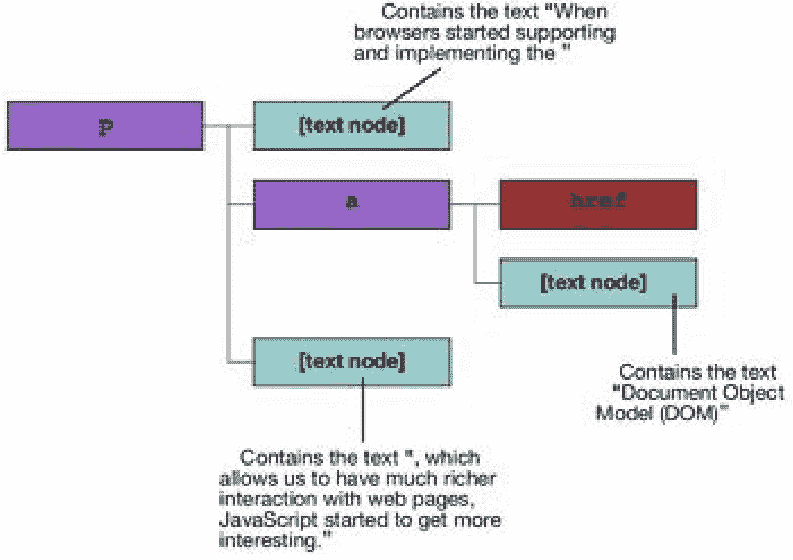 Contains the text "When
browsers started supporting
and implementing the "
p
[text node]
a
href
[text node]
[text node]
Contains the text
"Document Object
Model (DOM)"
Contains the text ", which
allows us to have much richer
interaction with web pages,
JavaScript started to get more
interesting."